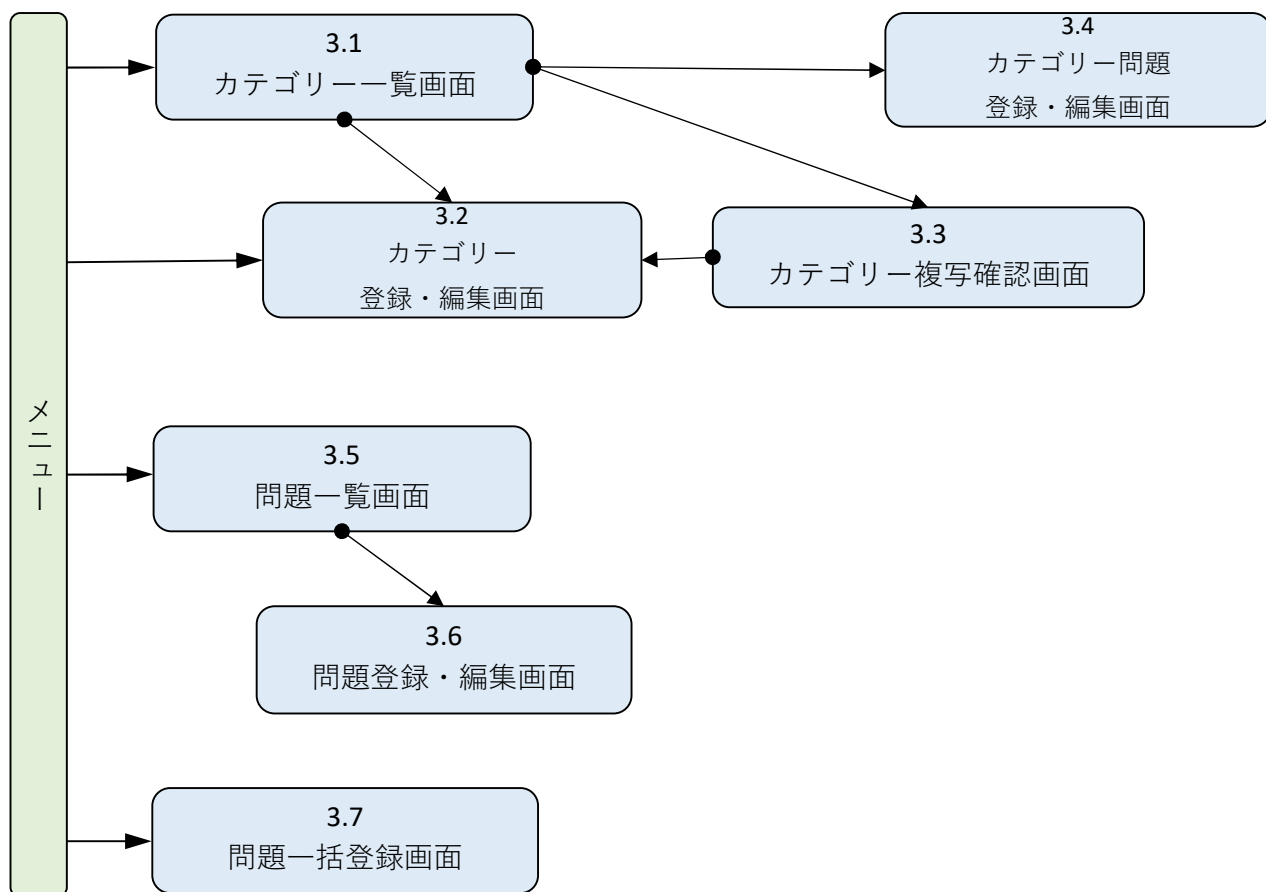 メニュー
3.1
カテゴリー一覧画面
3.4
カテゴリー問題
登録・編集画面
3.2
カテゴリー
登録・編集画面
3.3
カテゴリー複写確認画面
3.5
問題一覧画面
3.6
問題登録・編集画面
3.7
問題一括登録画面